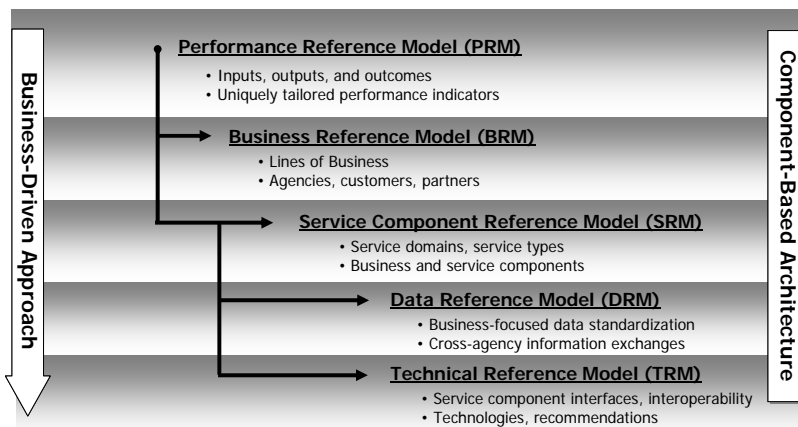 Business-Driven Approach
Performance Reference Model (PRM)
• Inputs, outputs, and outcomes
• Uniquely tailored performance indicators
Business Reference Model (BRM)
• Lines of Business
• Agencies, customers, partners
Service Component Reference Model (SRM)
• Service domains, service types
• Business and service components
Data Reference Model (DRM)
• Business-focused data standardization
• Cross-agency information exchanges
Technical Reference Model (TRM)
• Service component interfaces, interoperability
• Technologies, recommendations
Component-Based Architecture